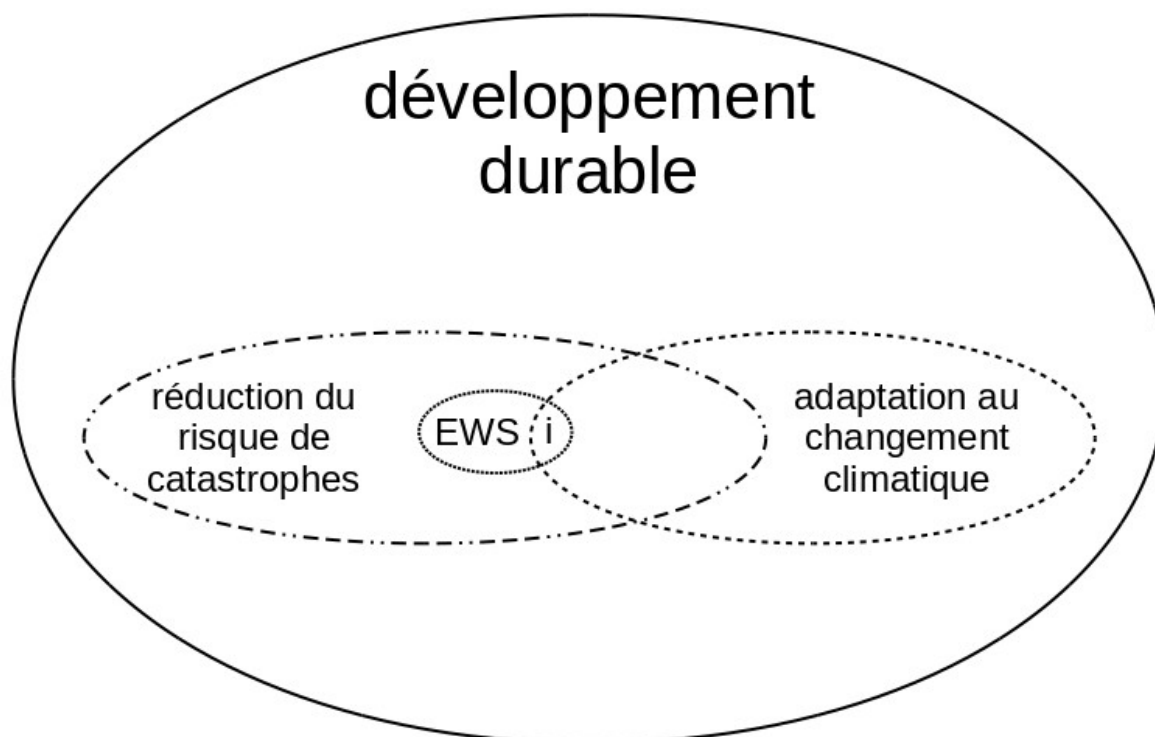 développement
durable
réduction du
risque de
catastrophes
EWS i
adaptation au
changement
climatique